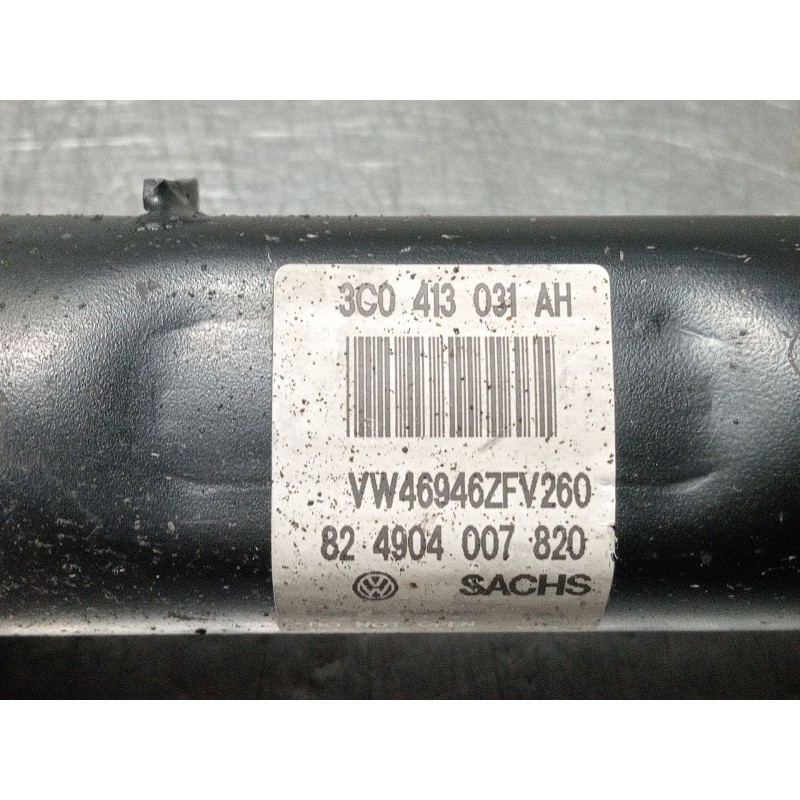 3G0 413 031 AH
VW46946ZFV260
82 4904 007 820
SACHS